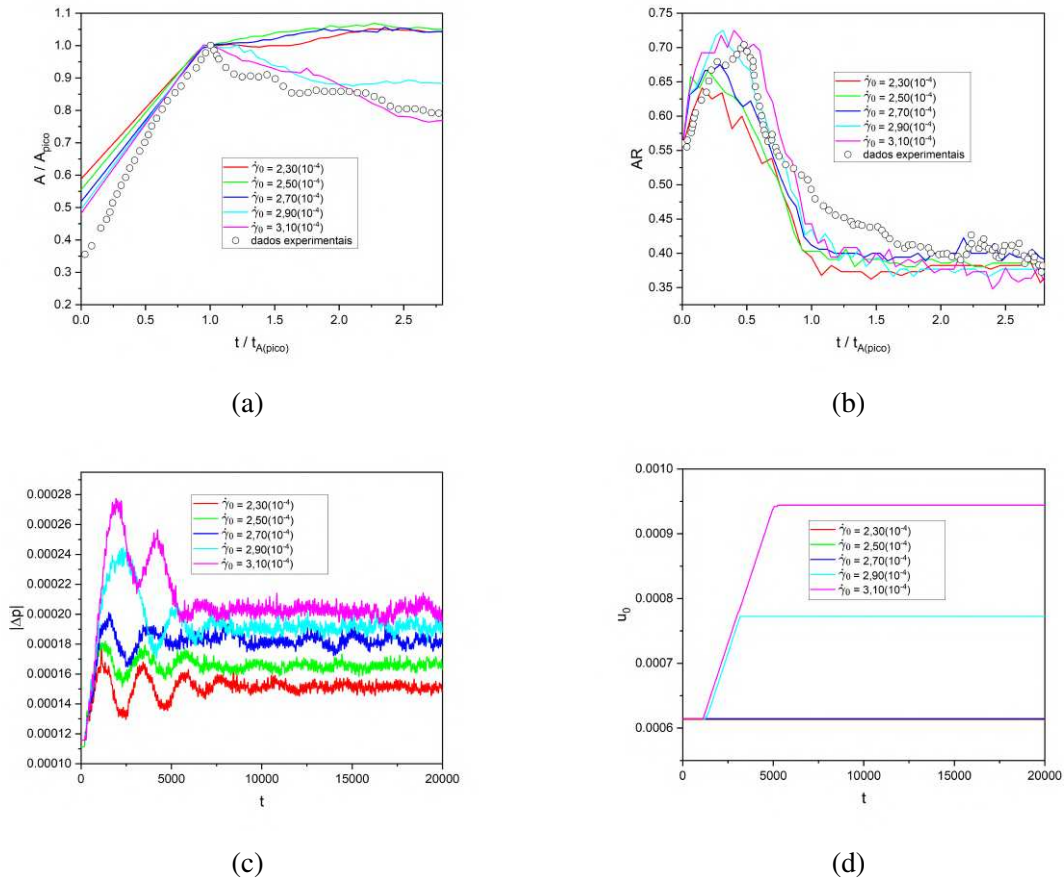 1.1
1.0
0.9
0.8
0.7
0.6
0.5
0.4
0.3
0.2
A / A_pico
0.0 0.5 1.0 1.5 2.0 2.5
t / t_A(pico)
γ̇₀ = 2,30(10⁻⁴)
γ̇₀ = 2,50(10⁻⁴)
γ̇₀ = 2,70(10⁻⁴)
γ̇₀ = 2,90(10⁻⁴)
γ̇₀ = 3,10(10⁻⁴)
dados experimentais
(a)
0.75
0.70
0.65
0.60
0.55
0.50
0.45
0.40
0.35
AR
0.0 0.5 1.0 1.5 2.0 2.5
t / t_A(pico)
γ̇₀ = 2,30(10⁻⁴)
γ̇₀ = 2,50(10⁻⁴)
γ̇₀ = 2,70(10⁻⁴)
γ̇₀ = 2,90(10⁻⁴)
γ̇₀ = 3,10(10⁻⁴)
dados experimentais
(b)
0.00028
0.00026
0.00024
0.00022
0.00020
0.00018
0.00016
0.00014
0.00012
0.00010
|Δp|
0 5000 10000 15000 20000
t
γ̇₀ = 2,30(10⁻⁴)
γ̇₀ = 2,50(10⁻⁴)
γ̇₀ = 2,70(10⁻⁴)
γ̇₀ = 2,90(10⁻⁴)
γ̇₀ = 3,10(10⁻⁴)
(c)
0.0010
0.0009
0.0008
0.0007
0.0006
u₀
0 5000 10000 15000 20000
t
γ̇₀ = 2,30(10⁻⁴)
γ̇₀ = 2,50(10⁻⁴)
γ̇₀ = 2,70(10⁻⁴)
γ̇₀ = 2,90(10⁻⁴)
γ̇₀ = 3,10(10⁻⁴)
(d)